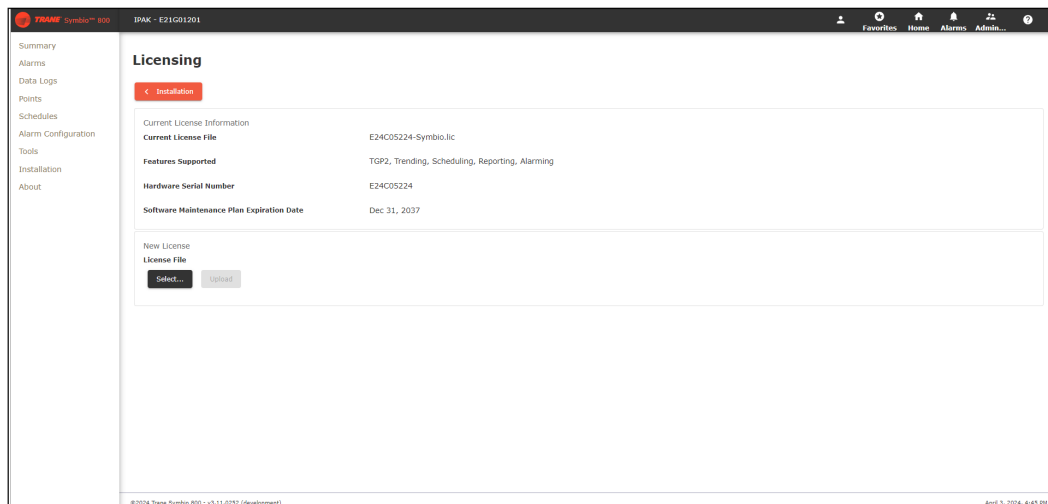 TRANE Symbio™ 800
IPAK - E21G01201
Favorites Home Alarms Admin...
Summary
Alarms
Data Logs
Points
Schedules
Alarm Configuration
Tools
Installation
About
Licensing
Installation
Current License Information
Current License File E24C05224-Symbio.lic
Features Supported TGP2, Trending, Scheduling, Reporting, Alarming
Hardware Serial Number E24C05224
Software Maintenance Plan Expiration Date Dec 31, 2037
New License
License File
Select... Upload
©2024 Trane Symbio 800 - v3.11.0252 (development) April 3, 2024, 4:45 PM